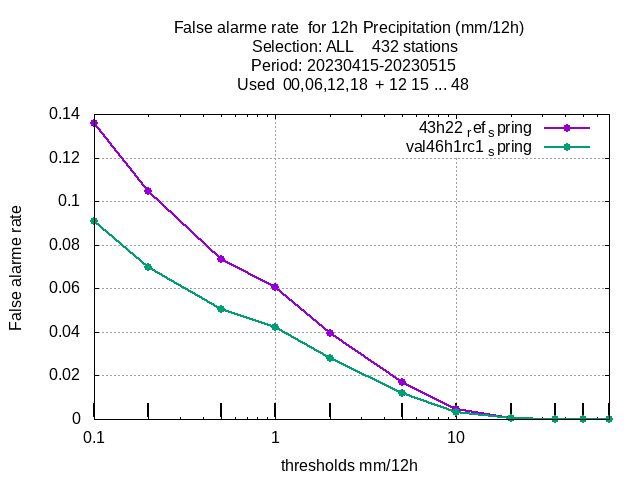 False alarme rate  for 12h Precipitation (mm/12h)
Selection: ALL    432 stations
Period: 20230415-20230515
Used  00,06,12,18  + 12 15 ... 48
43h22 ref spring
val46h1rc1 spring
False alarme rate
0.14
0.12
0.1
0.08
0.06
0.04
0.02
0
0.1
1
10
thresholds mm/12h